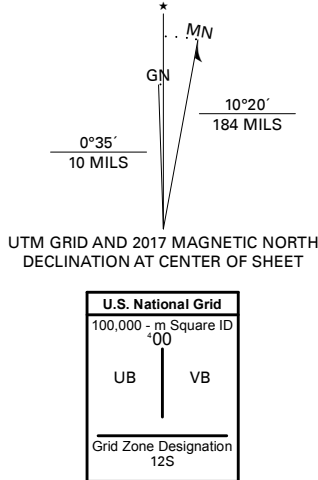 ★
MN
GN
0°35´
10 MILS
10°20´
184 MILS
UTM GRID AND 2017 MAGNETIC NORTH
DECLINATION AT CENTER OF SHEET
U.S. National Grid
100,000 - m Square ID
⁴00
UB VB
Grid Zone Designation
12S